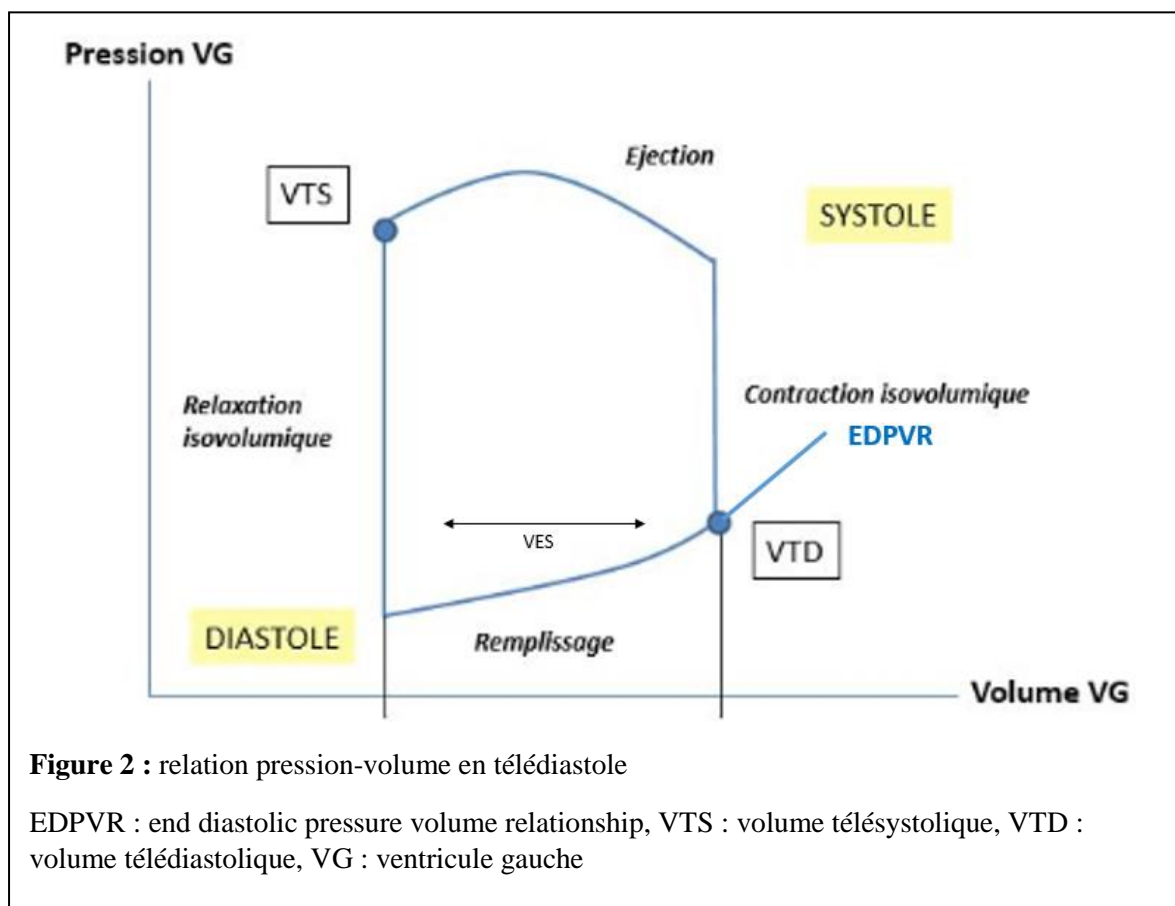 Pression VG
Ejection
VTS
SYSTOLE
Relaxation
isovolumique
Contraction isovolumique
EDPVR
VES
VTD
DIASTOLE
Remplissage
Volume VG
Figure 2 : relation pression-volume en télédiastole
EDPVR : end diastolic pressure volume relationship, VTS : volume télésystolique, VTD :
volume télédiastolique, VG : ventricule gauche